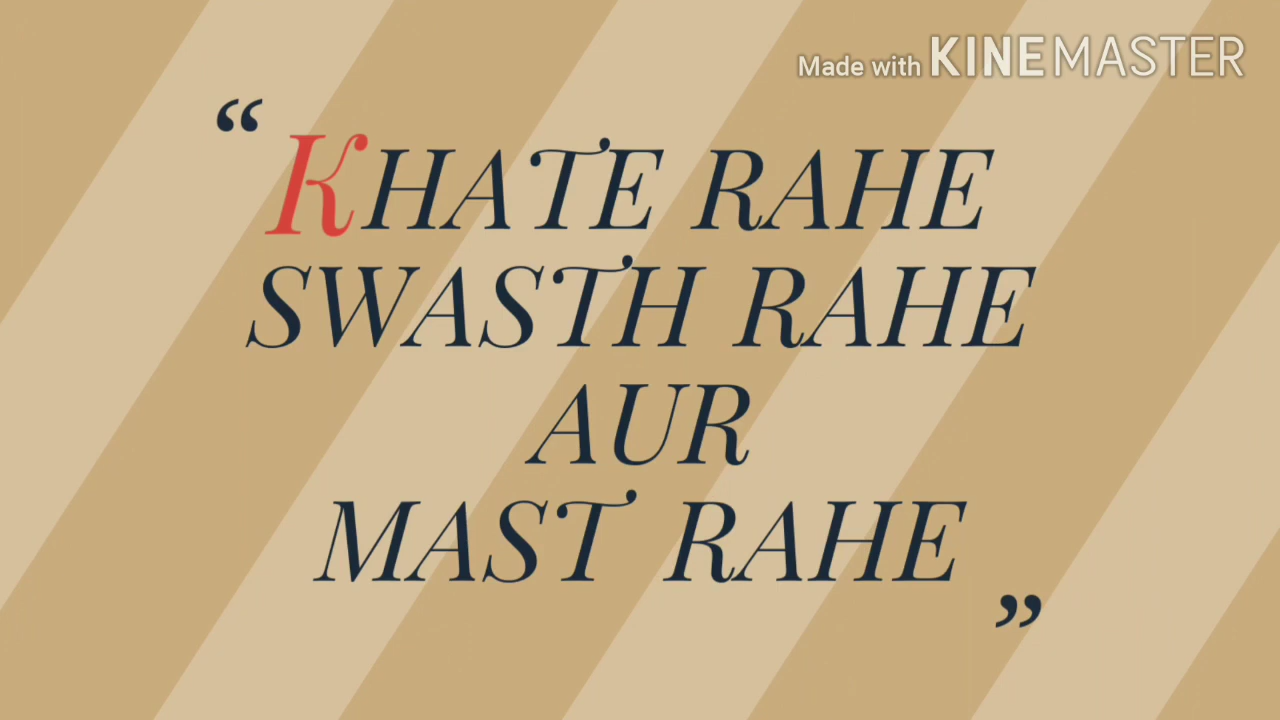 Made with KINEMASTER
“KHATE RAHE
SWASTH RAHE
AUR
MAST RAHE”